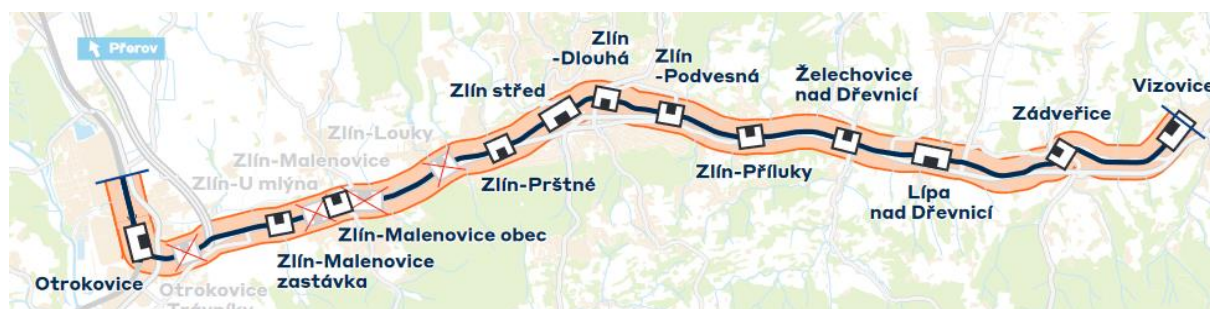 Přerov
Zlín
-Dlouhá
Zlín
-Podvesná
Zlín střed
Želechovice
nad Dřevnicí
Vizovice
Zádveřice
Zlín-Louky
Zlín-Malenovice
Zlín-U mlýna
Zlín-Prštné
Zlín-Příluky
Lípa
nad Dřevnicí
Zlín-Malenovice obec
Zlín-Malenovice
zastávka
Otrokovice
Otrokovice
Trávníky